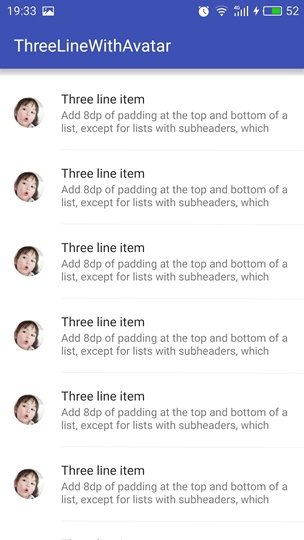 19:33
4G
52
ThreeLineWithAvatar
Three line item
Add 8dp of padding at the top and bottom of a
list, except for lists with subheaders, which
Three line item
Add 8dp of padding at the top and bottom of a
list, except for lists with subheaders, which
Three line item
Add 8dp of padding at the top and bottom of a
list, except for lists with subheaders, which
Three line item
Add 8dp of padding at the top and bottom of a
list, except for lists with subheaders, which
Three line item
Add 8dp of padding at the top and bottom of a
list, except for lists with subheaders, which
Three line item
Add 8dp of padding at the top and bottom of a
list, except for lists with subheaders, which